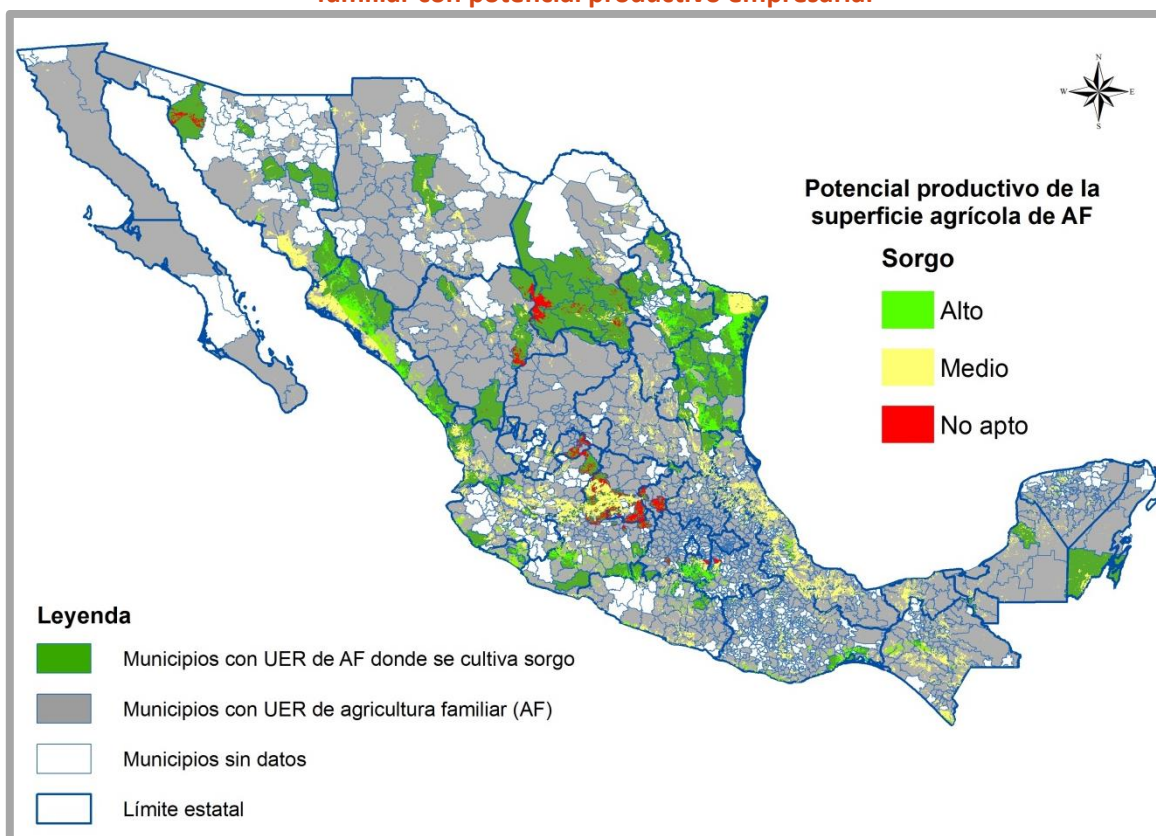 familiar con potencial productivo empresarial
N
W E
S
Potencial productivo de la
superficie agrícola de AF
Sorgo
Alto
Medio
No apto
Leyenda
Municipios con UER de AF donde se cultiva sorgo
Municipios con UER de agricultura familiar (AF)
Municipios sin datos
Límite estatal